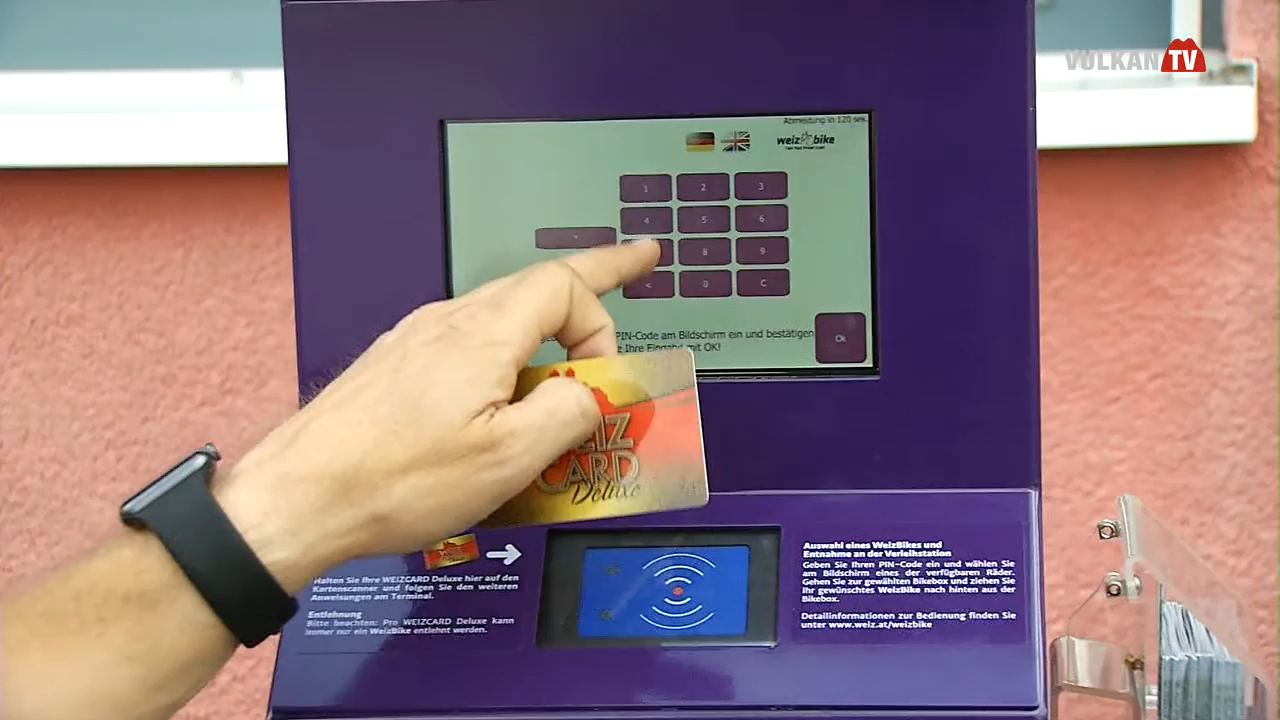 VULKAN TV
Abmeldung in 120 sek.
weiz bike
1 2 3
4 5 6
8 9
< 0 C
PIN-Code am Bildschirm ein und bestätigen
Ihre Eingabe mit OK!
Ok
CARD
Deluxe
Halten Sie Ihre WEIZCARD Deluxe hier auf den
Kartenscanner und folgen Sie den weiteren
Anweisungen am Terminal.
Entlehnung
Bitte beachten: Pro WEIZCARD Deluxe kann
immer nur ein WeizBike entlehnt werden.
Auswahl eines WeizBikes und
Entnahme an der Verleihstation
Geben Sie Ihren PIN-Code ein und wählen Sie
am Bildschirm eines der verfügbaren Räder.
Gehen Sie zur gewählten Bikebox und ziehen Sie
Ihr gewünschtes WeizBike nach hinten aus der
Bikebox.
Detailinformationen zur Bedienung finden Sie
unter www.weiz.at/weizbike